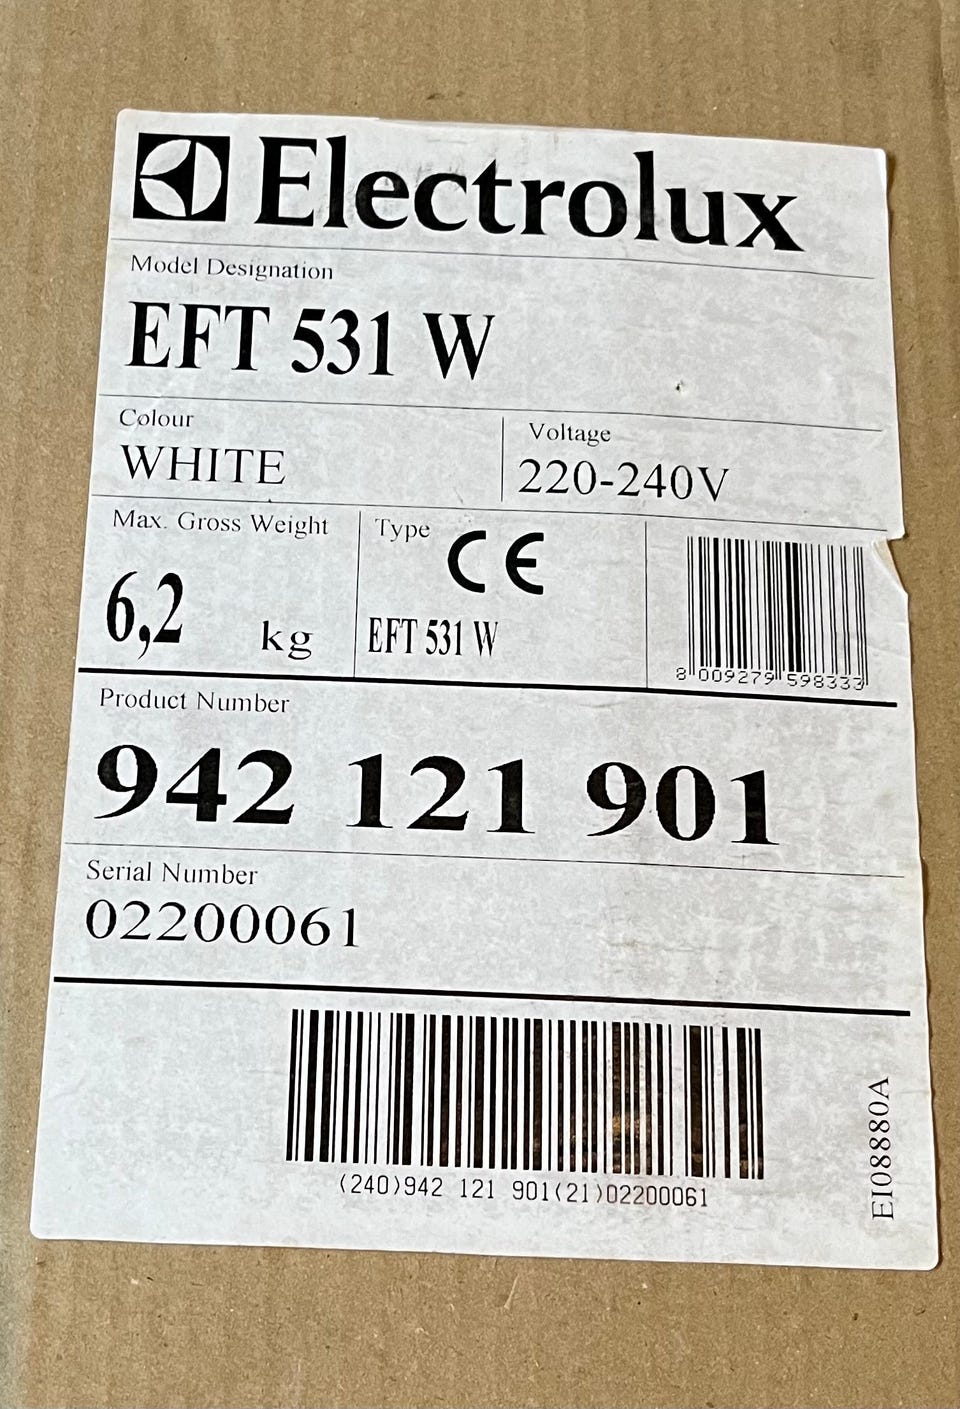 Electrolux
Model Designation
EFT 531 W
Colour
WHITE
Voltage
220-240V
Max. Gross Weight
6,2 kg
Type
CE
EFT 531 W
8 009279 598333
Product Number
942 121 901
Serial Number
02200061
(240)942 121 901(21)02200061
EI08880A